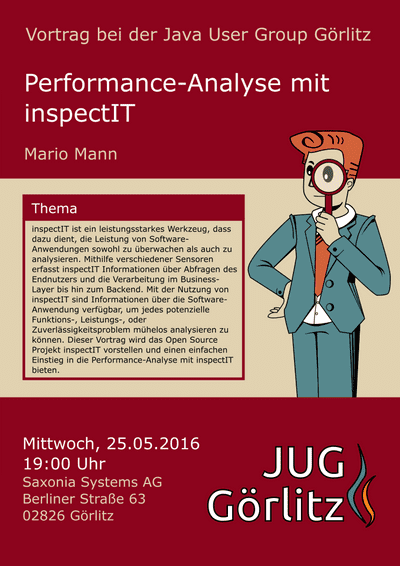 Vortrag bei der Java User Group Görlitz
Performance-Analyse mit
inspectIT
Mario Mann
Thema
inspectIT ist ein leistungsstarkes Werkzeug, dass
dazu dient, die Leistung von Software-
Anwendungen sowohl zu überwachen als auch zu
analysieren. Mithilfe verschiedener Sensoren
erfasst inspectIT Informationen über Abfragen des
Endnutzers und die Verarbeitung im Business-
Layer bis hin zum Backend. Mit der Nutzung von
inspectIT sind Informationen über die Software-
Anwendung verfügbar, um jedes potenzielle
Funktions-, Leistungs-, oder
Zuverlässigkeitsproblem mühelos analysieren zu
können. Dieser Vortrag wird das Open Source
Projekt inspectIT vorstellen und einen einfachen
Einstieg in die Performance-Analyse mit inspectIT
bieten.
Mittwoch, 25.05.2016
19:00 Uhr
Saxonia Systems AG
Berliner Straße 63
02826 Görlitz
JUG
Görlitz